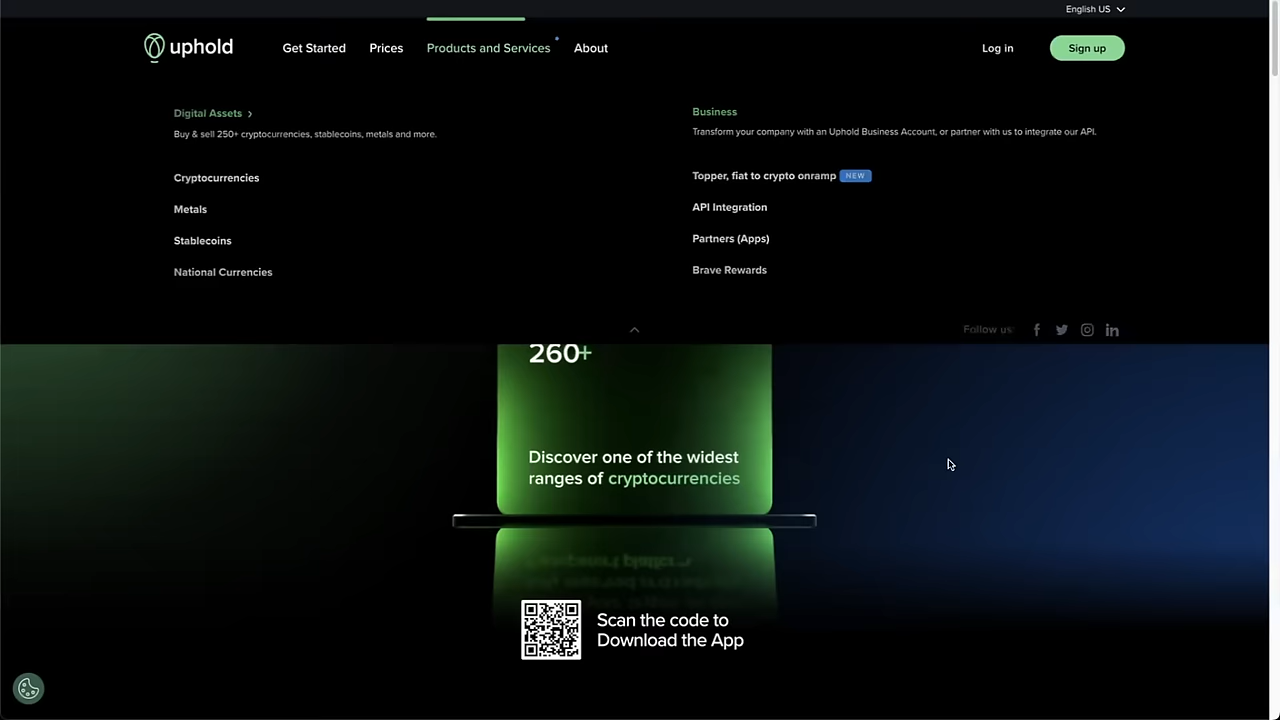 English US
uphold
Get Started
Prices
Products and Services
About
Log in
Sign up
Digital Assets
Buy & sell 250+ cryptocurrencies, stablecoins, metals and more.
Cryptocurrencies
Metals
Stablecoins
National Currencies
Business
Transform your company with an Uphold Business Account, or partner with us to integrate our API.
Topper, fiat to crypto onramp NEW
API Integration
Partners (Apps)
Brave Rewards
Follow us:
260+
Discover one of the widest
ranges of cryptocurrencies
Scan the code to
Download the App